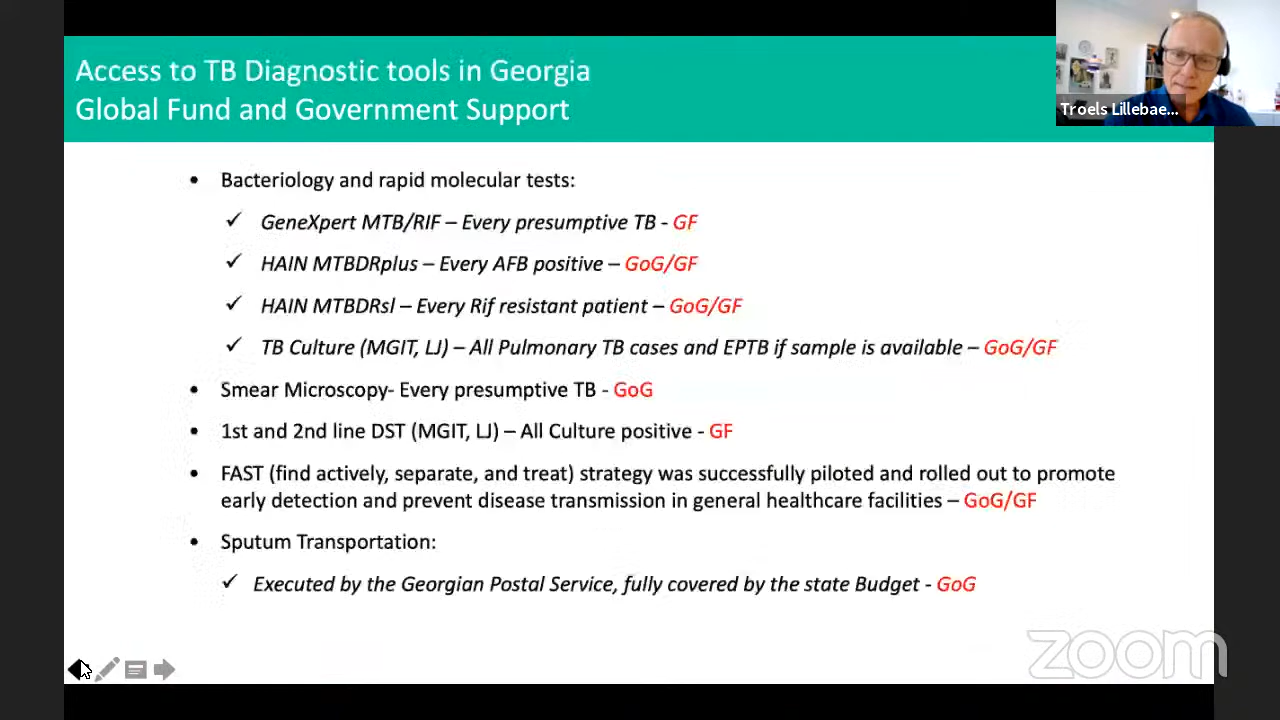 Access to TB Diagnostic tools in Georgia
Global Fund and Government Support
Troels Lillebae...
• Bacteriology and rapid molecular tests:
✓ GeneXpert MTB/RIF – Every presumptive TB - GF
✓ HAIN MTBDRplus – Every AFB positive – GoG/GF
✓ HAIN MTBDRsl – Every Rif resistant patient – GoG/GF
✓ TB Culture (MGIT, LJ) – All Pulmonary TB cases and EPTB if sample is available – GoG/GF
• Smear Microscopy- Every presumptive TB - GoG
• 1st and 2nd line DST (MGIT, LJ) – All Culture positive - GF
• FAST (find actively, separate, and treat) strategy was successfully piloted and rolled out to promote
early detection and prevent disease transmission in general healthcare facilities – GoG/GF
• Sputum Transportation:
✓ Executed by the Georgian Postal Service, fully covered by the state Budget - GoG
zoom